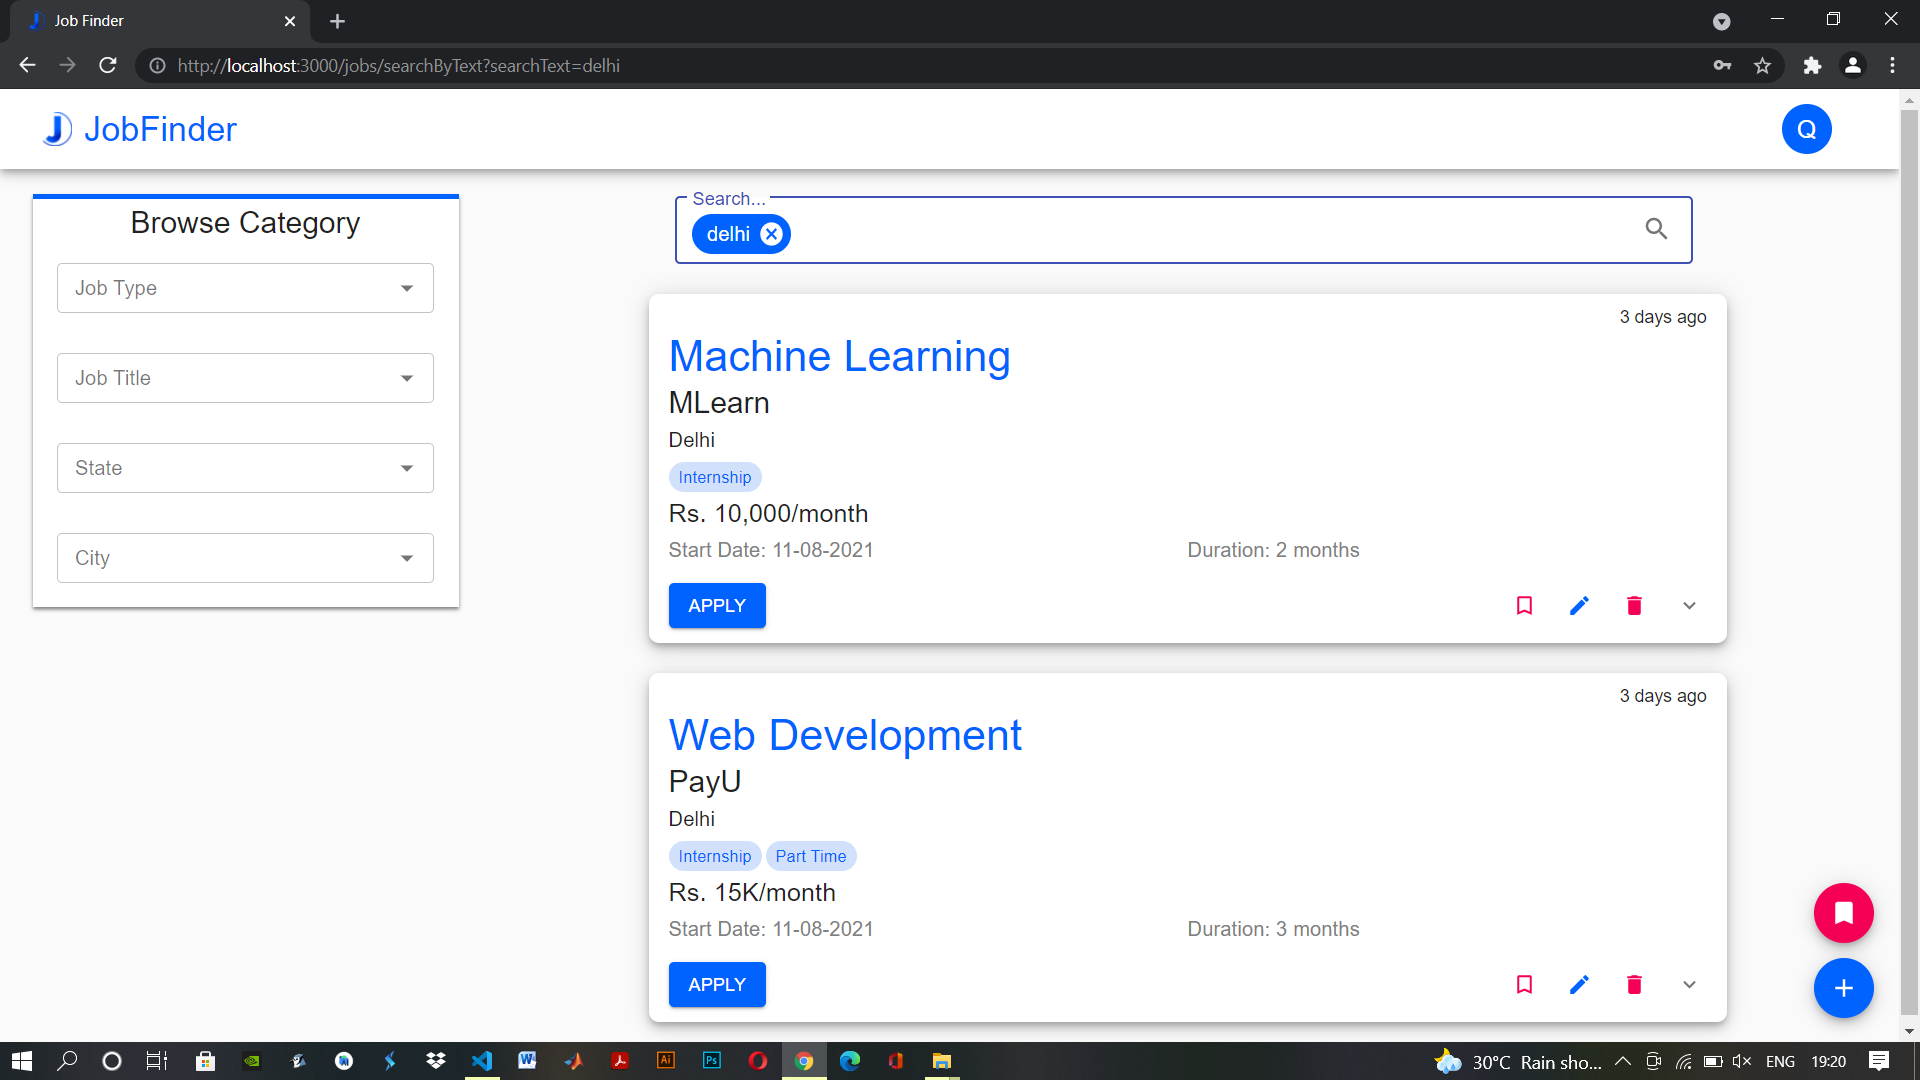 Job Finder
http://localhost:3000/jobs/searchByText?searchText=delhi
J JobFinder
Q
Browse Category
Job Type
Job Title
State
City
Search...
delhi
3 days ago
Machine Learning
MLearn
Delhi
Internship
Rs. 10,000/month
Start Date: 11-08-2021 Duration: 2 months
APPLY
3 days ago
Web Development
PayU
Delhi
Internship Part Time
Rs. 15K/month
Start Date: 11-08-2021 Duration: 3 months
APPLY
W Ai Ps 30°C Rain sho... ENG 19:20